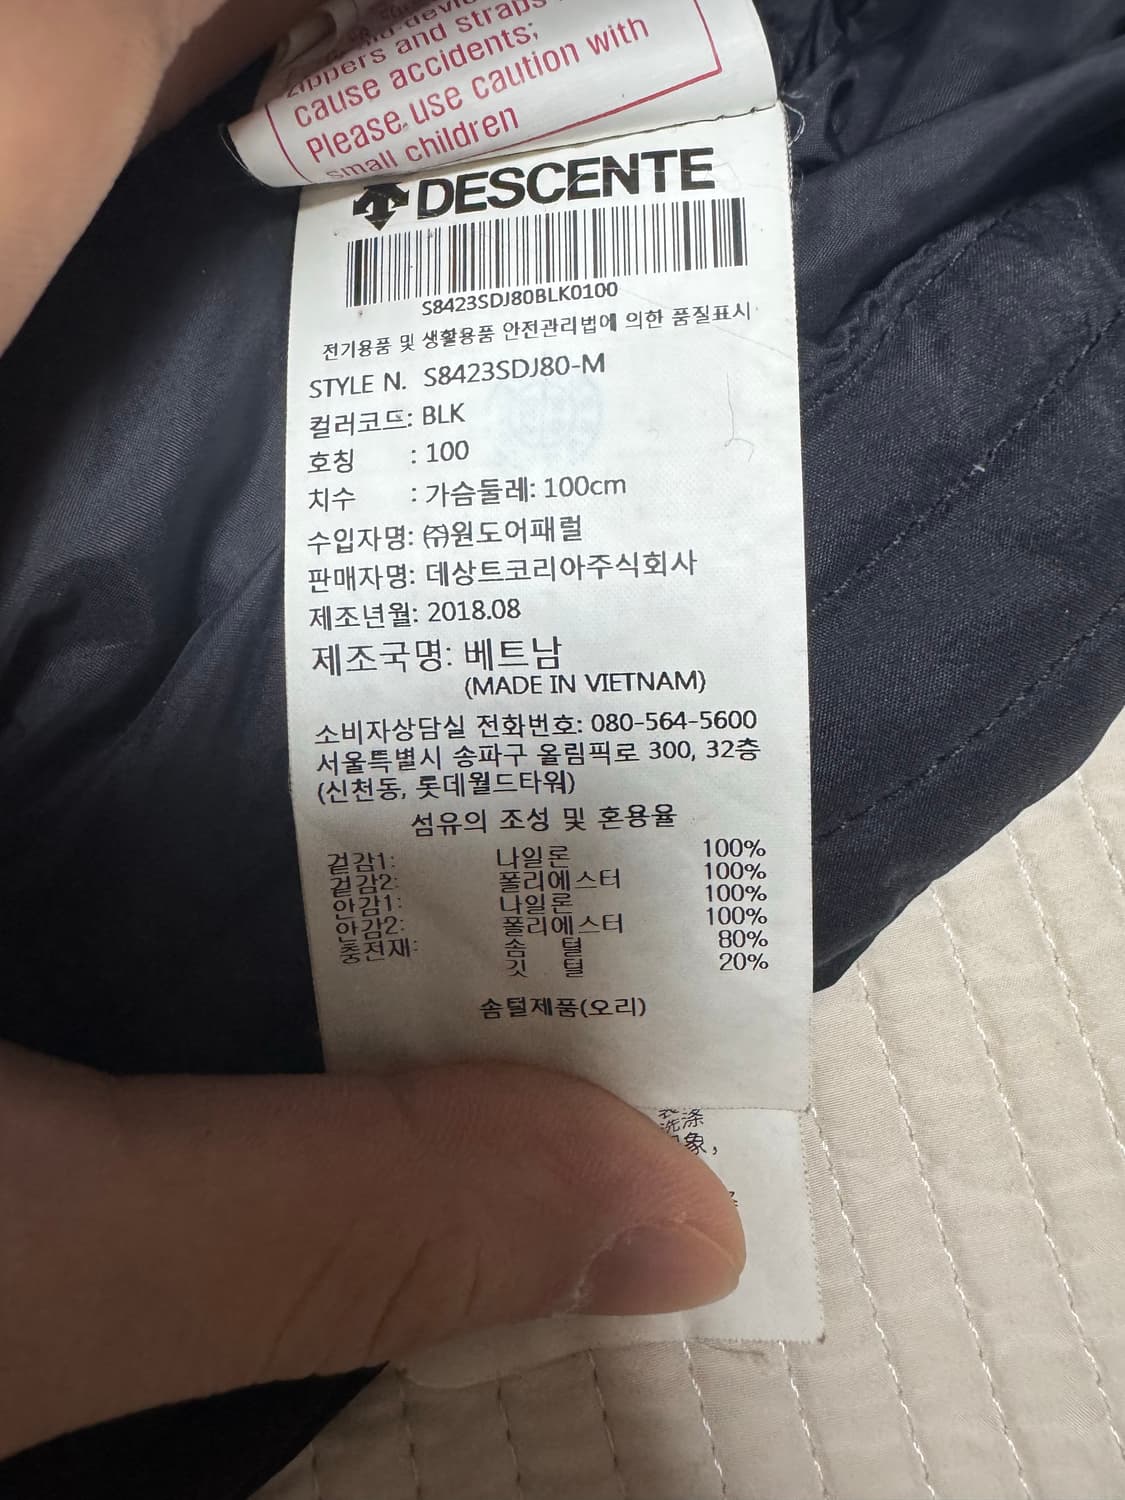 zippers and straps
cause accidents;
Please use caution with
small children
DESCENTE
S8423SDJ80BLK0100
전기용품 및 생활용품 안전관리법에 의한 품질표시
STYLE N. S8423SDJ80-M
컬러코드: BLK
호칭 : 100
치수 : 가슴둘레: 100cm
수입자명: ㈜원도어패럴
판매자명: 데상트코리아주식회사
제조년월: 2018.08
제조국명: 베트남
(MADE IN VIETNAM)
소비자상담실 전화번호: 080-564-5600
서울특별시 송파구 올림픽로 300, 32층
(신천동, 롯데월드타워)
섬유의 조성 및 혼용율
겉감1: 나일론 100%
겉감2: 폴리에스터 100%
안감1: 나일론 100%
안감2: 폴리에스터 100%
충전재: 솜 털 80%
깃 털 20%
솜털제품(오리)
洗涤
象,